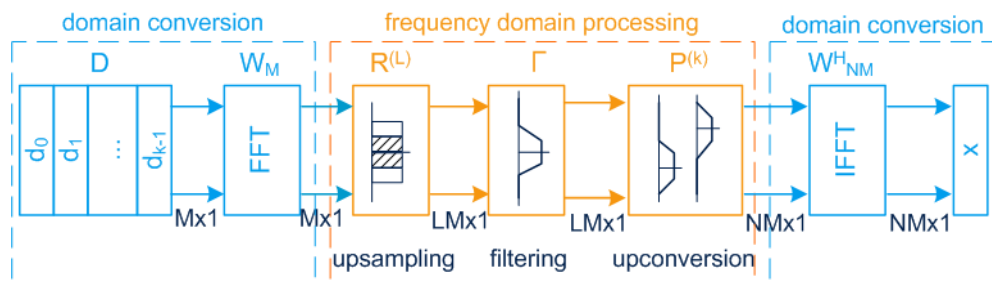 domain conversion
frequency domain processing
domain conversion
D
W_M
R^(L)
Γ
P^(k)
W^H_NM
d_0
d_1
...
d_k-1
FFT
IFFT
x
Mx1
Mx1
LMx1
LMx1
NMx1
NMx1
upsampling
filtering
upconversion